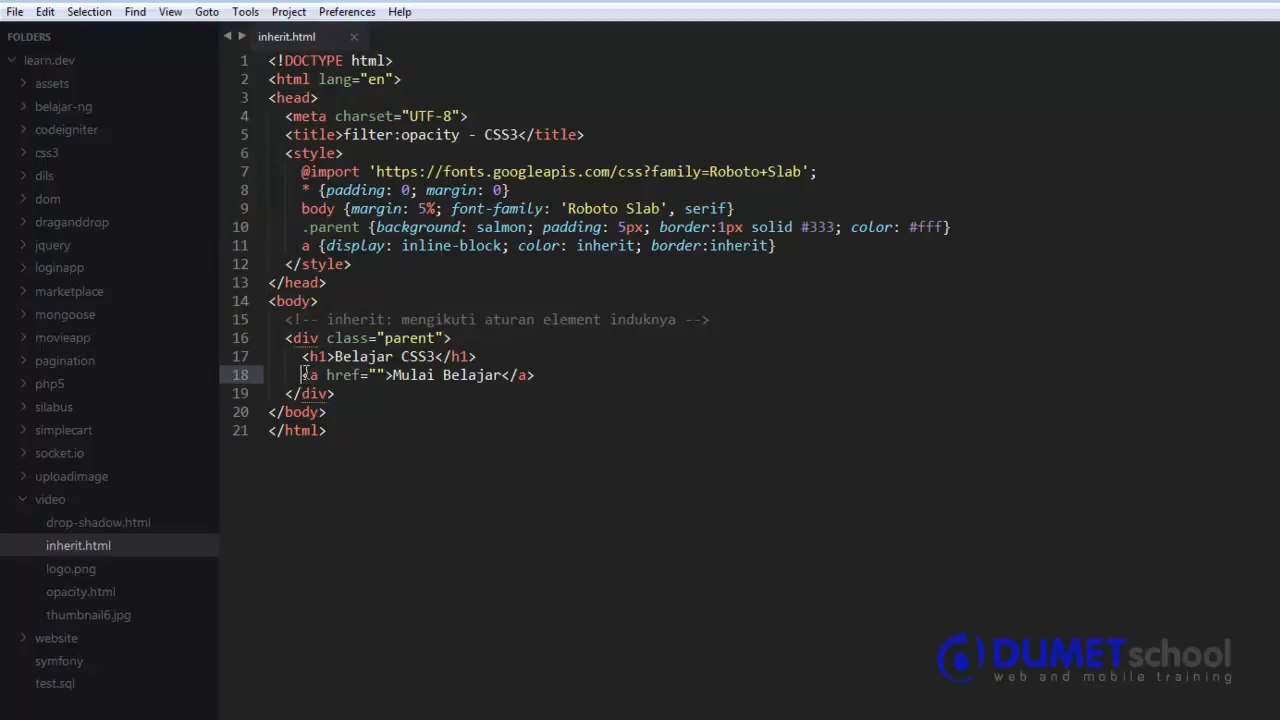 File Edit Selection Find View Goto Tools Project Preferences Help
FOLDERS
learn.dev
assets
belajar-ng
codeigniter
css3
dils
dom
draganddrop
jquery
loginapp
marketplace
mongoose
movieapp
pagination
php5
silabus
simplecart
socket.io
uploadimage
video
drop-shadow.html
inherit.html
logo.png
opacity.html
thumbnail6.jpg
website
symfony
test.sql
inherit.html
1 <!DOCTYPE html>
2 <html lang="en">
3 <head>
4 <meta charset="UTF-8">
5 <title>filter:opacity - CSS3</title>
6 <style>
7 @import 'https://fonts.googleapis.com/css?family=Roboto+Slab';
8 * {padding: 0; margin: 0}
9 body {margin: 5%; font-family: 'Roboto Slab', serif}
10 .parent {background: salmon; padding: 5px; border:1px solid #333; color: #fff}
11 a {display: inline-block; color: inherit; border:inherit}
12 </style>
13 </head>
14 <body>
15 <!-- inherit: mengikuti aturan element induknya -->
16 <div class="parent">
17 <h1>Belajar CSS3</h1>
18 <a href="">Mulai Belajar</a>
19 </div>
20 </body>
21 </html>
DUMETschool
web and mobile training